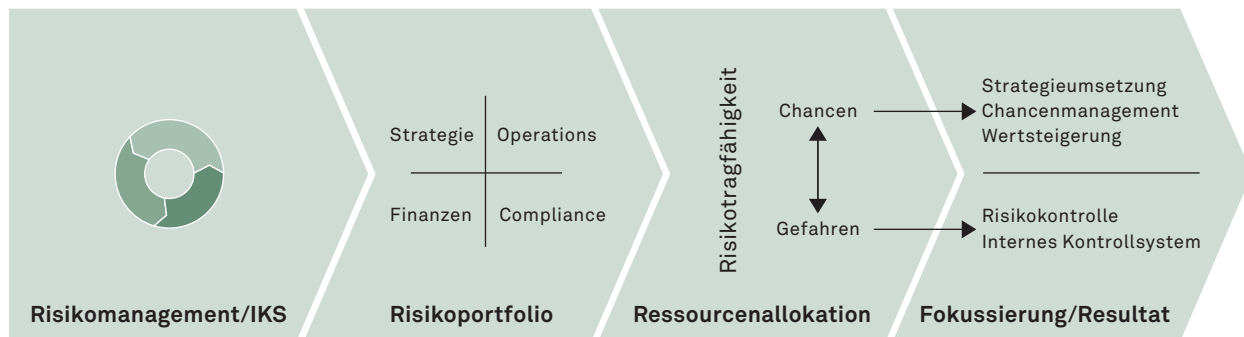 Risikomanagement/IKS
Strategie
Operations
Finanzen
Compliance
Risikoportfolio
Risikotragfähigkeit
Chancen
Gefahren
Ressourcenallokation
Strategieumsetzung
Chancenmanagement
Wertsteigerung
Risikokontrolle
Internes Kontrollsystem
Fokussierung/Resultat